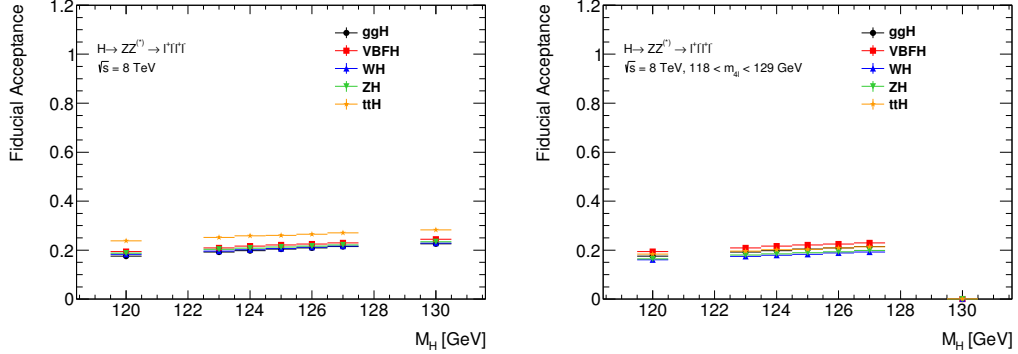 Fiducial Acceptance
1.2
1
0.8
0.6
0.4
0.2
0
H→ ZZ(*) → l⁺l⁻l⁺l⁻
√s = 8 TeV
ggH
VBFH
WH
ZH
ttH
120 122 124 126 128 130
M_H [GeV]
Fiducial Acceptance
1.2
1
0.8
0.6
0.4
0.2
0
H→ ZZ(*) → l⁺l⁻l⁺l⁻
√s = 8 TeV, 118 < m_4l < 129 GeV
ggH
VBFH
WH
ZH
ttH
120 122 124 126 128 130
M_H [GeV]